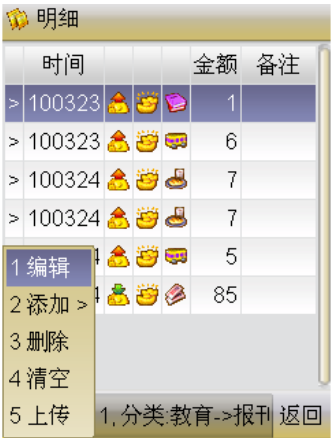 明细
时间 金额 备注
> 100323 1
> 100323 6
> 100324 7
> 100324 7
4 5
4 85
1 编辑
2 添加 >
3 删除
4 清空
5 上传
1, 分类:教育->报刊 返回